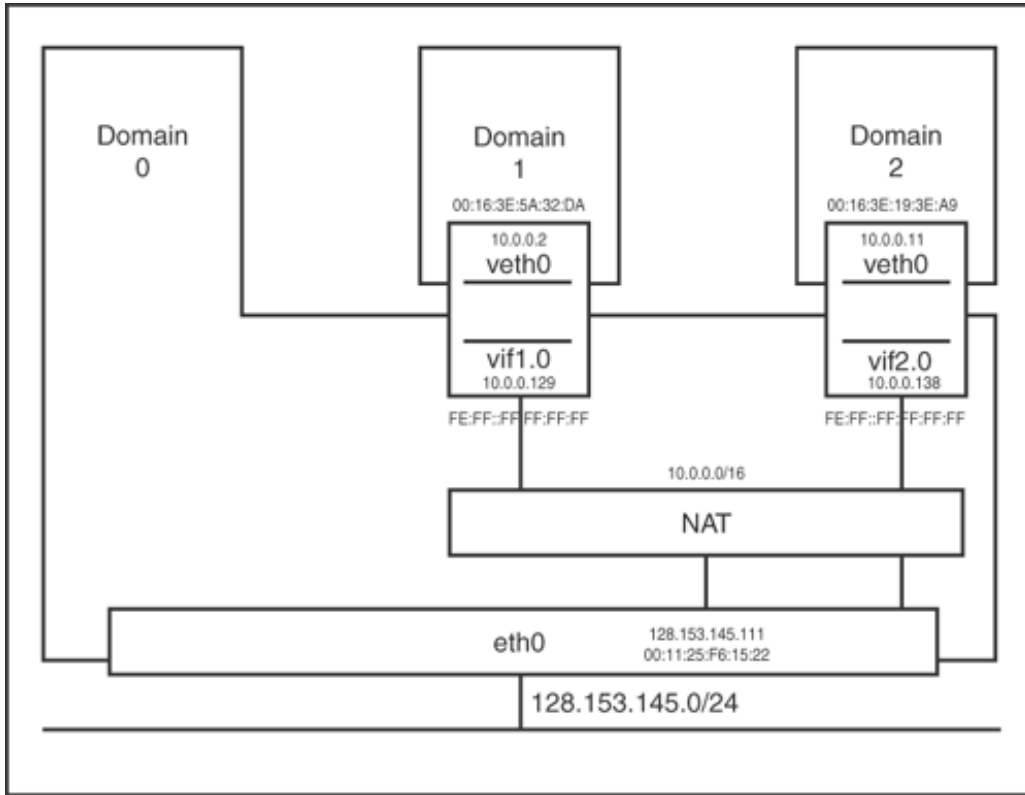 Domain
0
Domain
1
00:16:3E:5A:32:DA
10.0.0.2
veth0
vif1.0
10.0.0.129
FE:FF::FF:FF:FF:FF
Domain
2
00:16:3E:19:3E:A9
10.0.0.11
veth0
vif2.0
10.0.0.138
FE:FF::FF:FF:FF:FF
10.0.0.0/16
NAT
eth0
128.153.145.111
00:11:25:F6:15:22
128.153.145.0/24